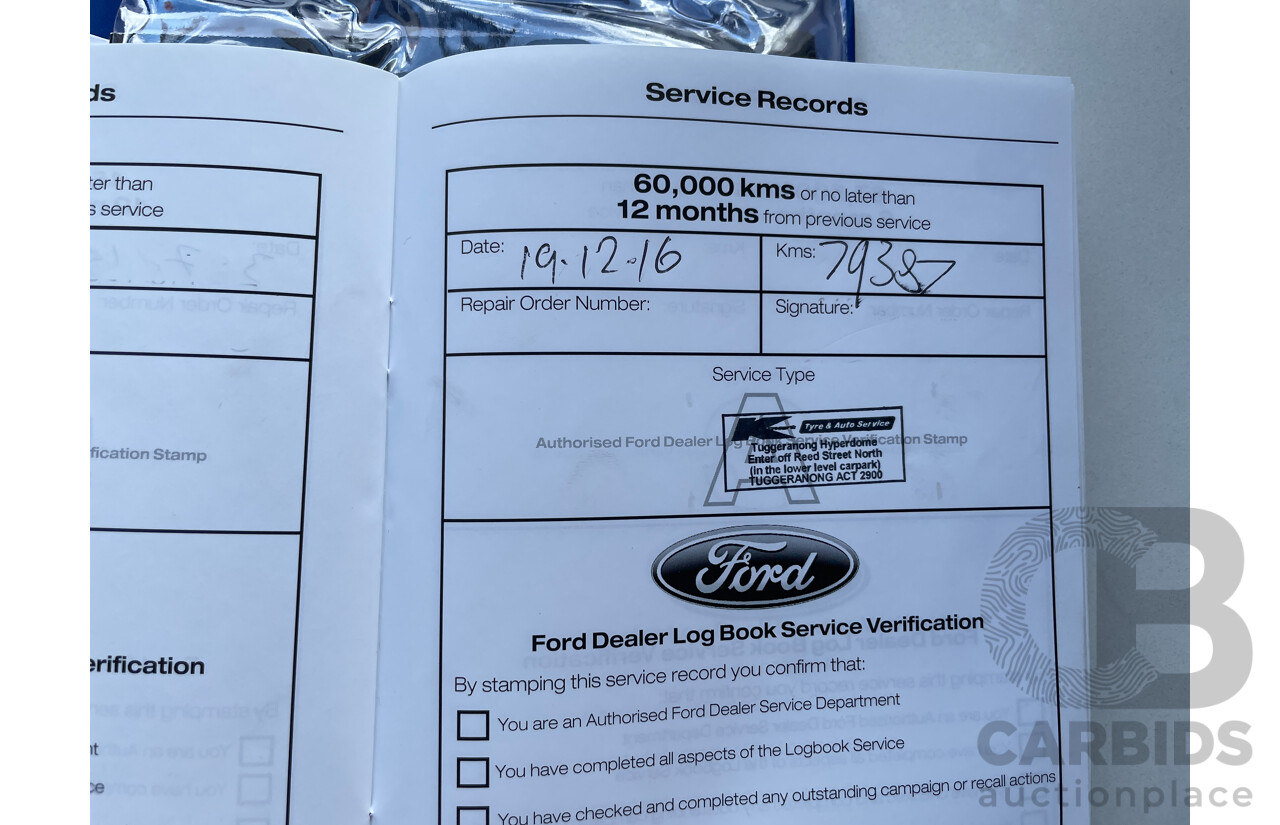 ds
ter than
s service
fication Stamp
erification
t
ce
Service Records
60,000 kms or no later than
12 months from previous service
Date: 19.12.16
Kms: 79387
Repair Order Number:
Signature:
Service Type
A
Authorised Ford Dealer Log Book Service Verification Stamp
Tyre & Auto Service
Tuggeranong Hyperdome
Enter off Reed Street North
(in the lower level carpark)
TUGGERANONG ACT 2900
Ford
Ford Dealer Log Book Service Verification
By stamping this service record you confirm that:
You are an Authorised Ford Dealer Service Department
You have completed all aspects of the Logbook Service
You have checked and completed any outstanding campaign or recall actions
CB
CARBIDS
auctionplace